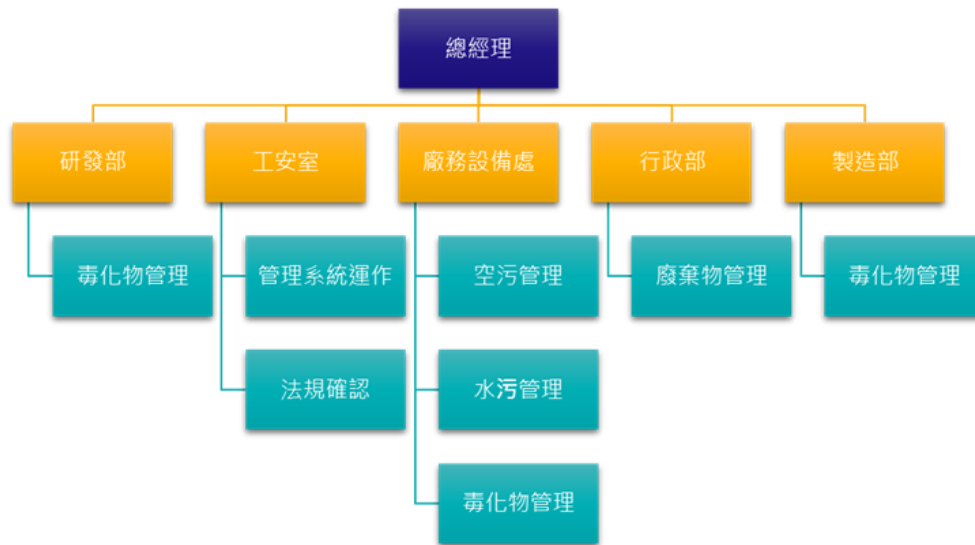 總經理
研發部
工安室
廠務設備處
行政部
製造部
毒化物管理
管理系統運作
空污管理
廢棄物管理
毒化物管理
法規確認
水污管理
毒化物管理